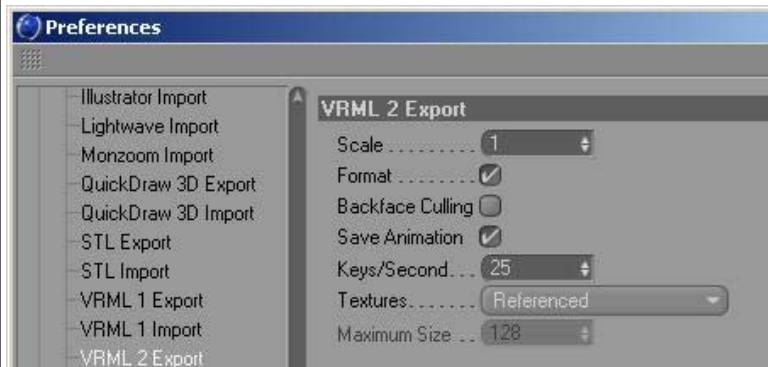 Preferences
Illustrator Import
Lightwave Import
Monzoom Import
QuickDraw 3D Export
QuickDraw 3D Import
STL Export
STL Import
VRML 1 Export
VRML 1 Import
VRML 2 Export
VRML 2 Export
Scale ......... 1
Format ........
Backface Culling
Save Animation
Keys/Second... 25
Textures....... Referenced
Maximum Size .. 128